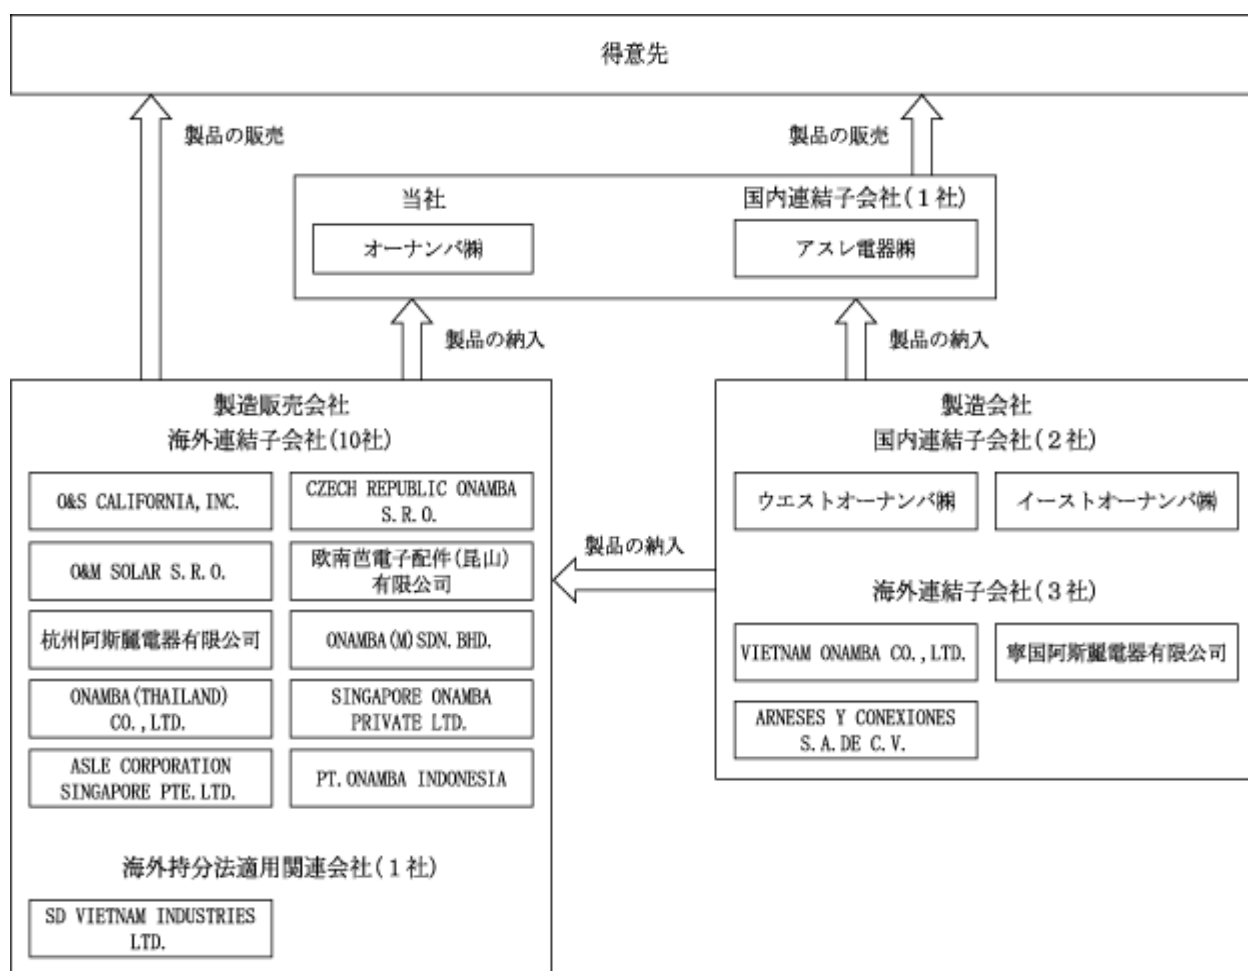 得意先
製品の販売
製品の販売
当社
オーナンバ㈱
国内連結子会社(１社)
アスレ電器㈱
製品の納入
製品の納入
製造販売会社
海外連結子会社(10社)
O&S CALIFORNIA,INC.
CZECH REPUBLIC ONAMBA
S.R.O.
O&M SOLAR S.R.O.
欧南芭電子配件(昆山)
有限公司
杭州阿斯麗電器有限公司
ONAMBA(M)SDN.BHD.
ONAMBA(THAILAND)
CO.,LTD.
SINGAPORE ONAMBA
PRIVATE LTD.
ASLE CORPORATION
SINGAPORE PTE.LTD.
PT.ONAMBA INDONESIA
海外持分法適用関連会社(１社)
SD VIETNAM INDUSTRIES
LTD.
製品の納入
製造会社
国内連結子会社(２社)
ウエストオーナンバ㈱
イーストオーナンバ㈱
海外連結子会社(３社)
VIETNAM ONAMBA CO.,LTD.
寧国阿斯麗電器有限公司
ARNESES Y CONEXIONES
S.A.DE C.V.